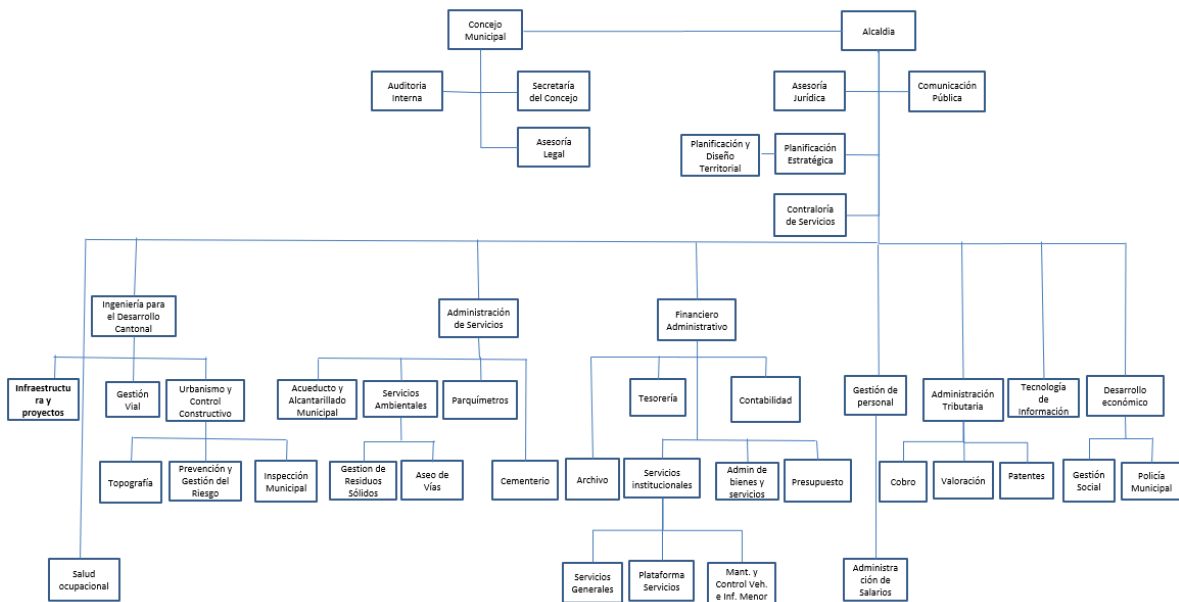 Concejo
Municipal
Alcaldia
Auditoria
Interna
Secretaría
del Concejo
Asesoría
Jurídica
Comunicación
Pública
Asesoría
Legal
Planificación y
Diseño
Territorial
Planificación
Estratégica
Contraloría
de Servicios
Ingeniería para
el Desarrollo
Cantonal
Administración
de Servicios
Financiero
Administrativo
Infraestructu
ra y
proyectos
Gestión
Vial
Urbanismo y
Control
Constructivo
Acueducto y
Alcantarillado
Municipal
Servicios
Ambientales
Parquímetros
Tesorería
Contabilidad
Gestión de
personal
Administración
Tributaria
Tecnología
de
Información
Desarrollo
económico
Topografía
Prevención y
Gestión del
Riesgo
Inspección
Municipal
Gestion de
Residuos
Sólidos
Aseo de
Vías
Cementerio
Archivo
Servicios
institucionales
Admin de
bienes y
servicios
Presupuesto
Cobro
Valoración
Patentes
Gestión
Social
Policía
Municipal
Salud
ocupacional
Servicios
Generales
Plataforma
Servicios
Mant. y
Control Veh.
e Inf. Menor
Administra
ción de
Salarios